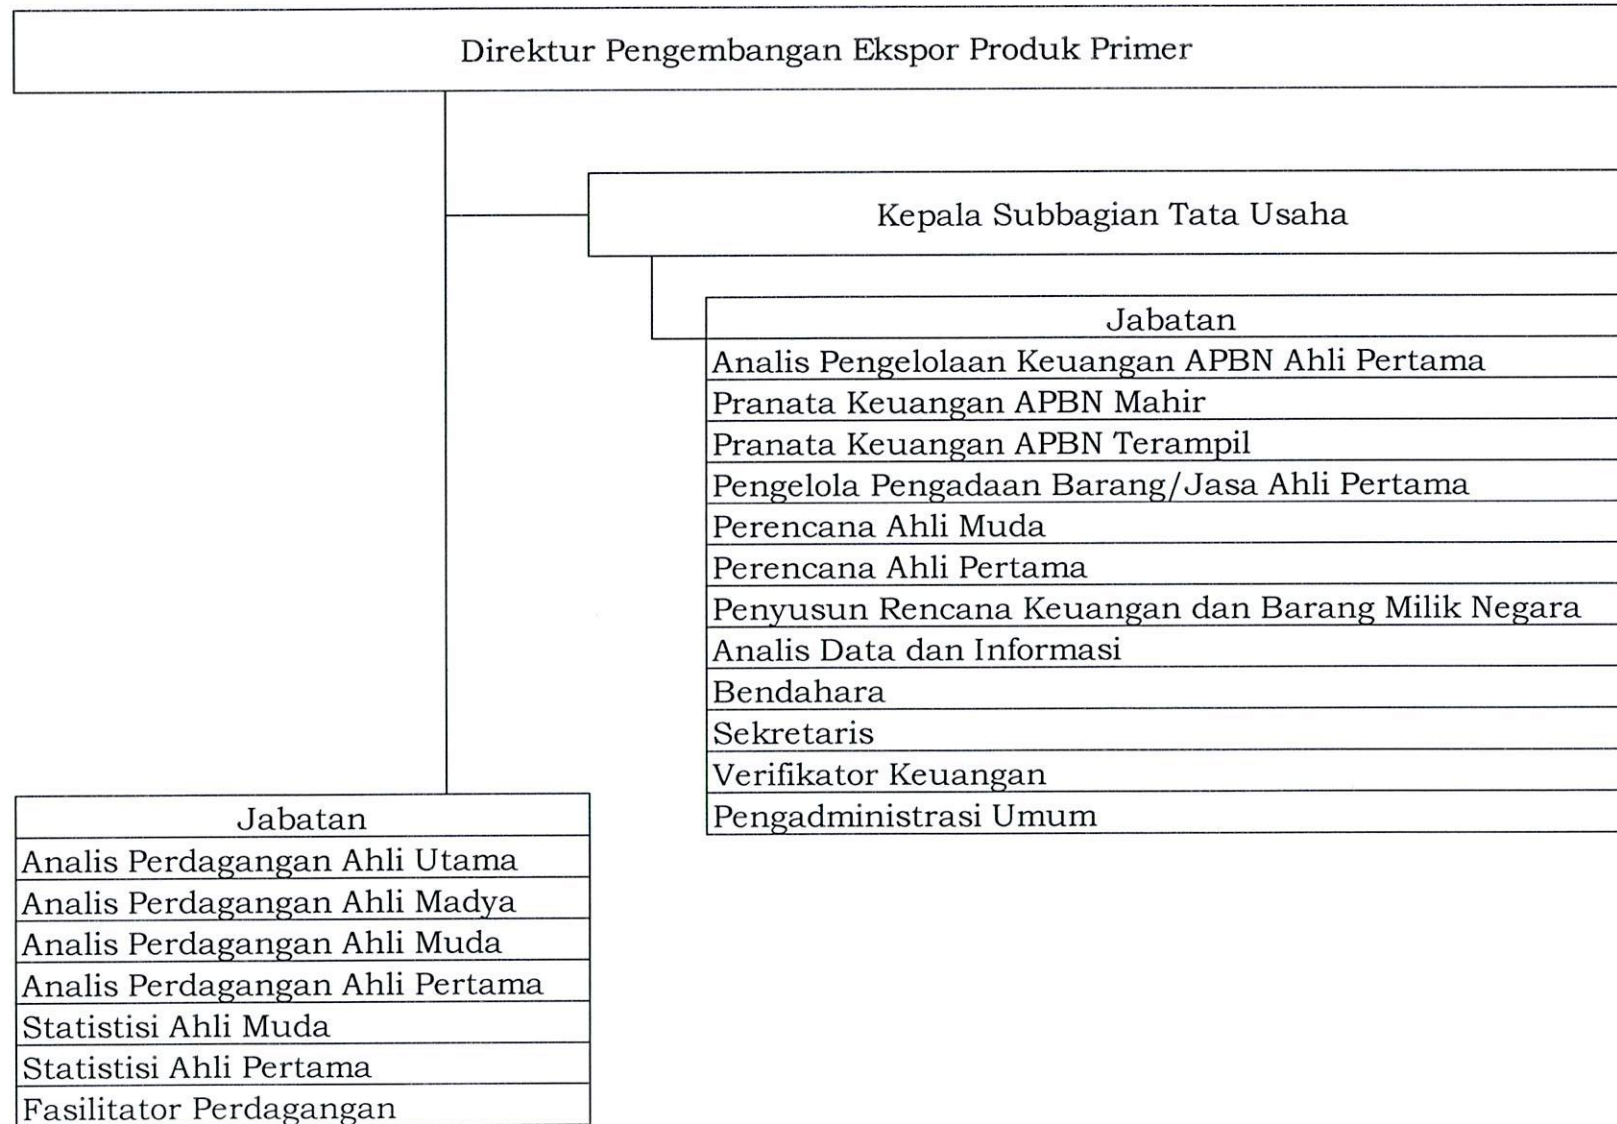 Direktur Pengembangan Ekspor Produk Primer
Kepala Subbagian Tata Usaha
Jabatan
Analis Pengelolaan Keuangan APBN Ahli Pertama
Pranata Keuangan APBN Mahir
Pranata Keuangan APBN Terampil
Pengelola Pengadaan Barang/Jasa Ahli Pertama
Perencana Ahli Muda
Perencana Ahli Pertama
Penyusun Rencana Keuangan dan Barang Milik Negara
Analis Data dan Informasi
Bendahara
Sekretaris
Verifikator Keuangan
Pengadministrasi Umum
Jabatan
Analis Perdagangan Ahli Utama
Analis Perdagangan Ahli Madya
Analis Perdagangan Ahli Muda
Analis Perdagangan Ahli Pertama
Statistisi Ahli Muda
Statistisi Ahli Pertama
Fasilitator Perdagangan